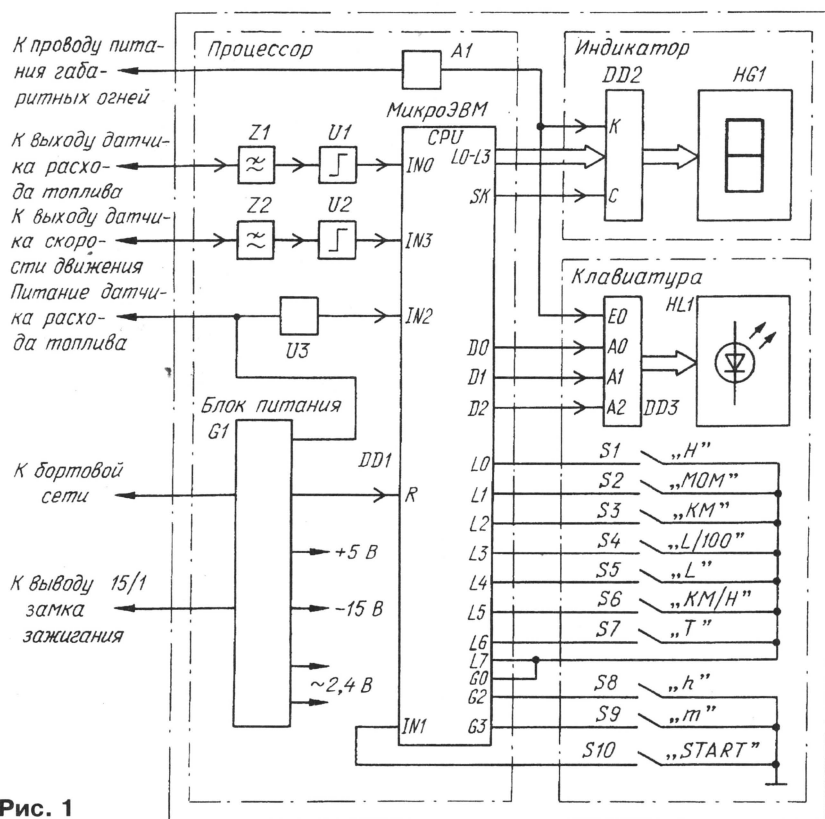 К проводу пита-
ния габа-
ритных огней
К выходу датчи-
ка расхо-
да топлива
К выходу датчи-
ка скоро-
сти движения
Питание датчи-
ка расхо-
да топлива
К бортовой
сети
К выводу 15/1
замка
зажигания
Процессор
A1
МикроЭВМ
CPU
Z1
U1
IN0
L0-L3
SK
Z2
U2
IN3
U3
IN2
D0
D1
D2
Блок питания
G1
DD1
R
+5 В
-15 В
~2,4 В
IN1
L0
L1
L2
L3
L4
L5
L6
L7
G0
G2
G3
Индикатор
DD2
HG1
K
C
Клавиатура
HL1
E0
A0
A1
A2
DD3
S1 „Н”
S2 „МОМ”
S3 „КМ”
S4 „L/100”
S5 „L”
S6 „КМ/Н”
S7 „Т”
S8 „h”
S9 „m”
S10 „START”
Рис. 1